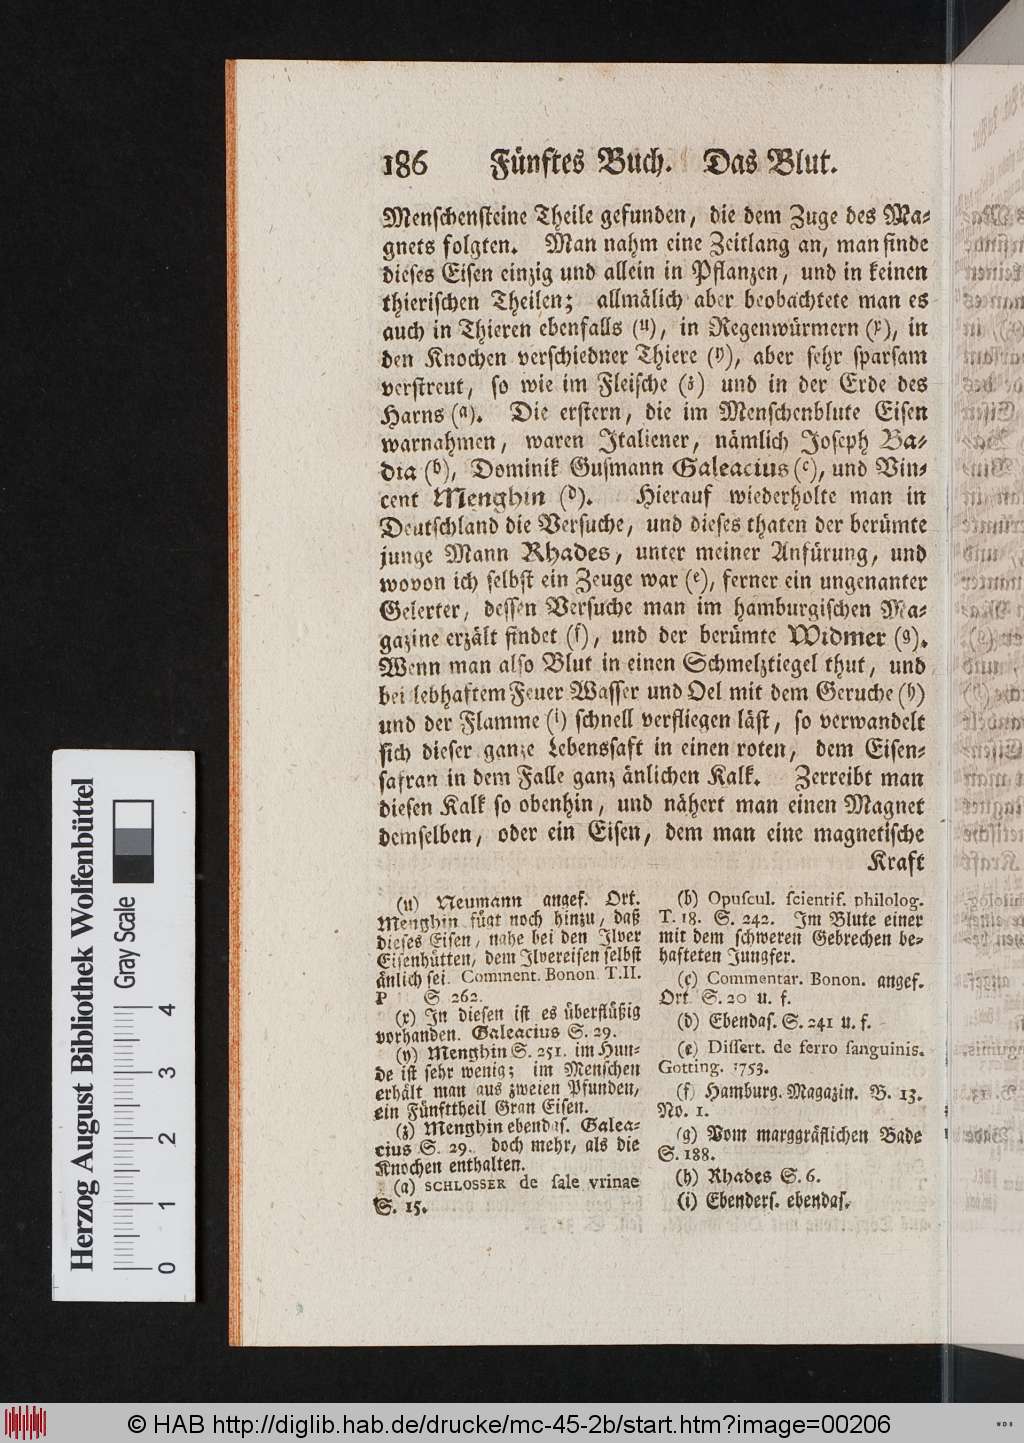 186 Fünftes Buch. Das Blut.
Menschensteine Theile gefunden, die dem Zuge des Ma-
gnets folgten. Man nahm eine Zeitlang an, man finde
dieses Eisen einzig und allein in Pflanzen, und in keinen
thierischen Theilen; allmälich aber beobachtete man es
auch in Thieren ebenfalls (u), in Regenwürmern (x), in
den Knochen verschiedner Thiere (y), aber sehr sparsam
verstreut, so wie im Fleische (z) und in der Erde des
Harns (a). Die erstern, die im Menschenblute Eisen
warnahmen, waren Italiener, nämlich Joseph Ba-
dia (b), Dominik Gusmann Galeacius (c), und Vin-
cent Menghin (d). Hierauf wiederholte man in
Deutschland die Versuche, und dieses thaten der berümte
junge Mann Rhades, unter meiner Anfürung, und
wovon ich selbst ein Zeuge war (e), ferner ein ungenanter
Gelerter, dessen Versuche man im hamburgischen Ma-
gazine erzält findet (f), und der berümte Widmer (g).
Wenn man also Blut in einen Schmelztiegel thut, und
bei lebhaftem Feuer Wasser und Oel mit dem Geruche (h)
und der Flamme (i) schnell verfliegen läst, so verwandelt
sich dieser ganze Lebenssaft in einen roten, dem Eisen-
safran in dem Falle ganz änlichen Kalk. Zerreibt man
diesen Kalk so obenhin, und nähert man einen Magnet
demselben, oder ein Eisen, dem man eine magnetische
Kraft
(u) Neumann angef. Ort.
Menghin fügt noch hinzu, daß
dieses Eisen, nahe bei den Ilver
Eisenhütten, dem Ilvereisen selbst
änlich sei. Comment. Bonon. T. II.
P S. 262.
(x) In diesen ist es überflüßig
vorhanden. Galeacius S. 29.
(y) Menghin S. 251. im Hun-
de ist sehr wenig; im Menschen
erhält man aus zweien Pfunden,
ein Fünfttheil Gran Eisen.
(z) Menghin ebendas. Galea-
cius S. 29. doch mehr, als die
Knochen enthalten.
(a) SCHLOSSER de sale vrinae
S. 15.
(b) Opuscul. scientif. philolog.
T. 18. S. 242. Im Blute einer
mit dem schweren Gebrechen be-
hafteten Jungfer.
(c) Commentar. Bonon. angef.
Ort S. 20 u. f.
(d) Ebendas. S. 241 u. f.
(e) Dissert. de ferro sanguinis.
Gotting. 1753.
(f) Hamburg. Magazin. B. 13.
No. 1.
(g) Vom marggräflichen Bade
S. 188.
(h) Rhades S. 6.
(i) Ebenders. ebendas.
Herzog August Bibliothek Wolfenbüttel
Gray Scale
0 1 2 3 4
© HAB http://diglib.hab.de/drucke/mc-45-2b/start.htm?image=00206